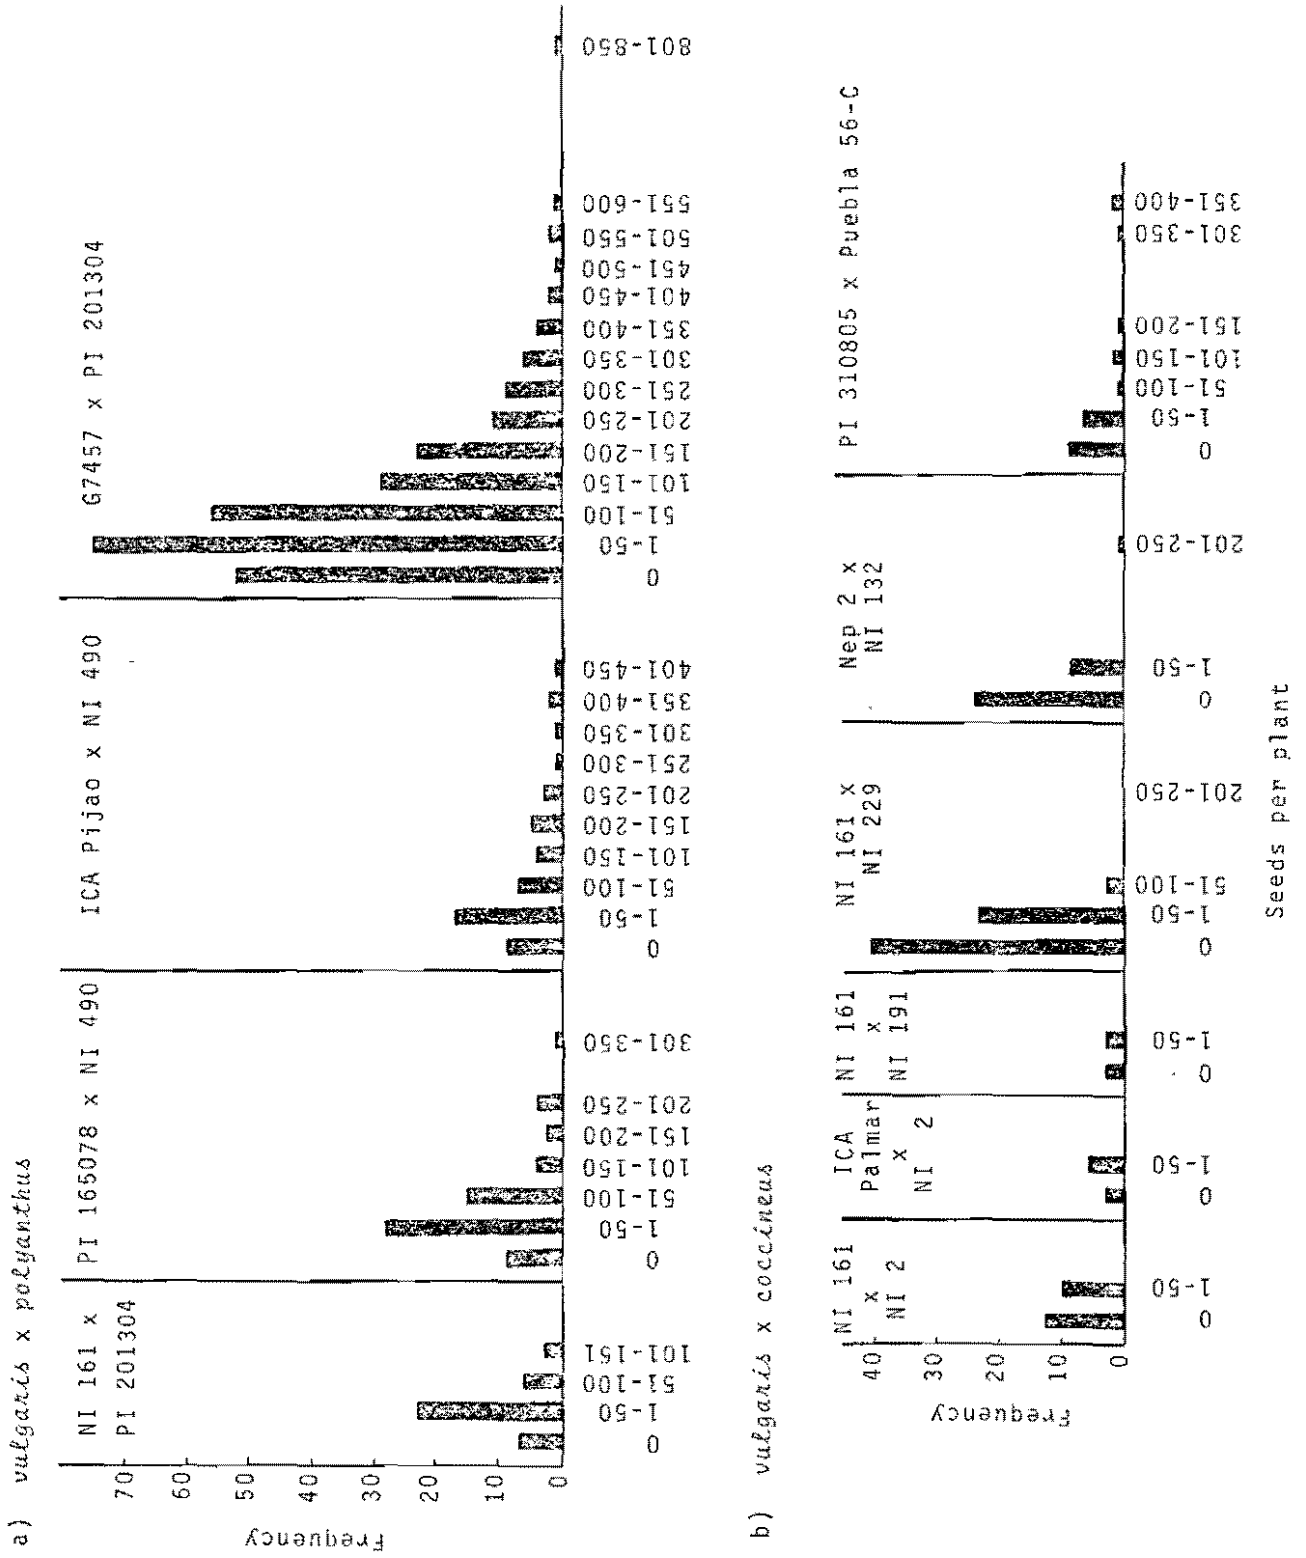 a) vulgaris x polyanthus
Frequency
70
60
50
40
30
20
10
0
NI 161 x
PI 201304
0
1-50
51-100
101-151
PI 165078 x NI 490
0
1-50
51-100
101-150
151-200
201-250
301-350
ICA Pijao x NI 490
0
1-50
51-100
101-150
151-200
201-250
251-300
301-350
351-400
401-450
G7457 x PI 201304
0
1-50
51-100
101-150
151-200
201-250
251-300
301-350
351-400
401-450
451-500
501-550
551-600
801-850
b) vulgaris x coccineus
Frequency
40
30
20
10
0
NI 161
x
NI 2
0
1-50
ICA
Palmar
x
NI 2
0
1-50
NI 161
x
NI 191
0
1-50
NI 161 x
NI 229
0
1-50
51-100
201-250
Nep 2 x
NI 132
0
1-50
201-250
PI 310805 x Puebla 56-C
0
1-50
51-100
101-150
151-200
301-350
351-400
Seeds per plant